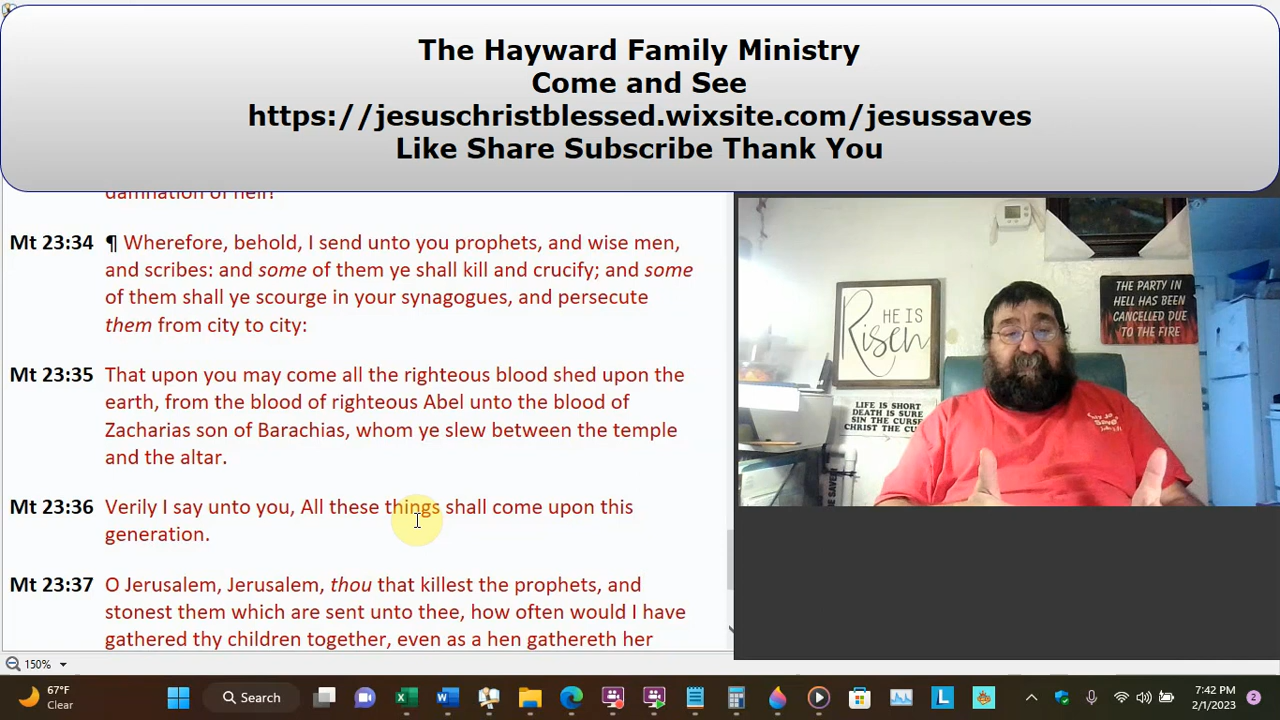 The Hayward Family Ministry
Come and See
https://jesuschristblessed.wixsite.com/jesussaves
Like Share Subscribe Thank You
damnation of hell?
Mt 23:34 ¶ Wherefore, behold, I send unto you prophets, and wise men,
and scribes: and some of them ye shall kill and crucify; and some
of them shall ye scourge in your synagogues, and persecute
them from city to city:
Mt 23:35 That upon you may come all the righteous blood shed upon the
earth, from the blood of righteous Abel unto the blood of
Zacharias son of Barachias, whom ye slew between the temple
and the altar.
Mt 23:36 Verily I say unto you, All these things shall come upon this
generation.
Mt 23:37 O Jerusalem, Jerusalem, thou that killest the prophets, and
stonest them which are sent unto thee, how often would I have
gathered thy children together, even as a hen gathereth her
HE IS
Risen
THE PARTY IN
HELL HAS BEEN
CANCELLED DUE
TO THE FIRE
LIFE IS SHORT
DEATH IS SURE
SIN THE CURSE
CHRIST THE CU
150%
67°F
Clear
Search
7:42 PM
2/1/2023
2